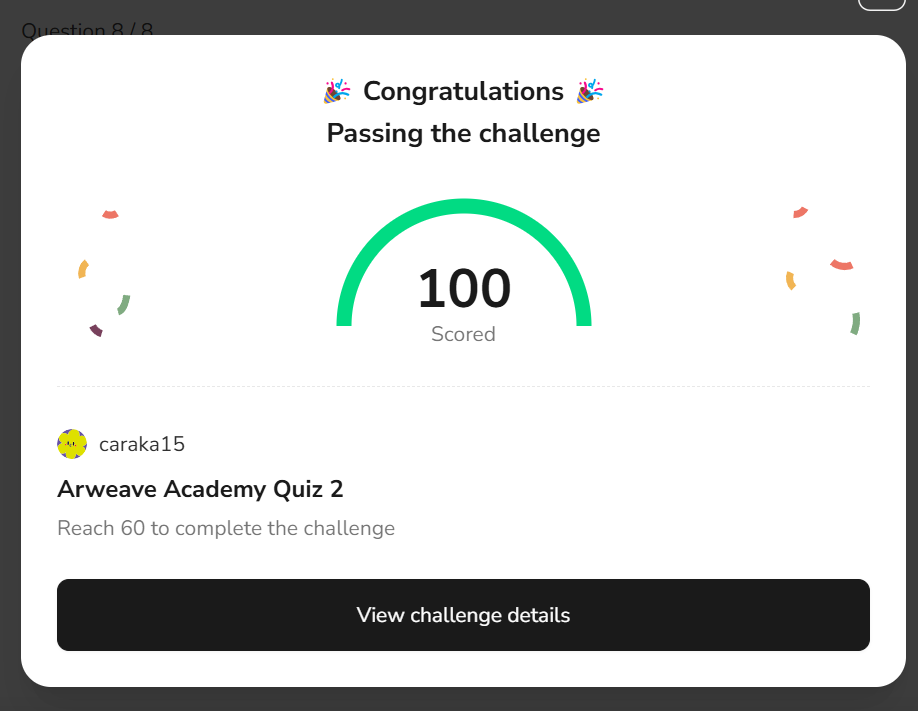 Question 8 / 8
🎉 Congratulations 🎉
Passing the challenge
100
Scored
caraka15
Arweave Academy Quiz 2
Reach 60 to complete the challenge
View challenge details